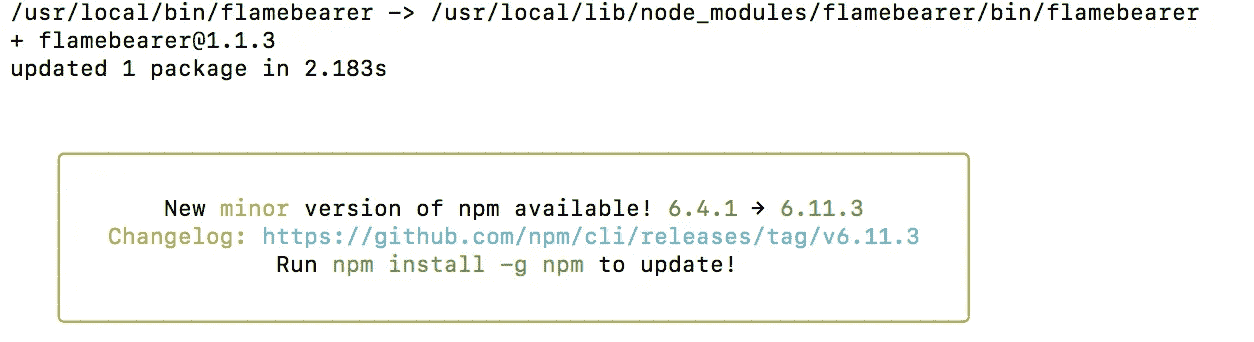 /usr/local/bin/flamebearer -> /usr/local/lib/node_modules/flamebearer/bin/flamebearer
+ flamebearer@1.1.3
updated 1 package in 2.183s
New minor version of npm available! 6.4.1 → 6.11.3
Changelog: https://github.com/npm/cli/releases/tag/v6.11.3
Run npm install -g npm to update!